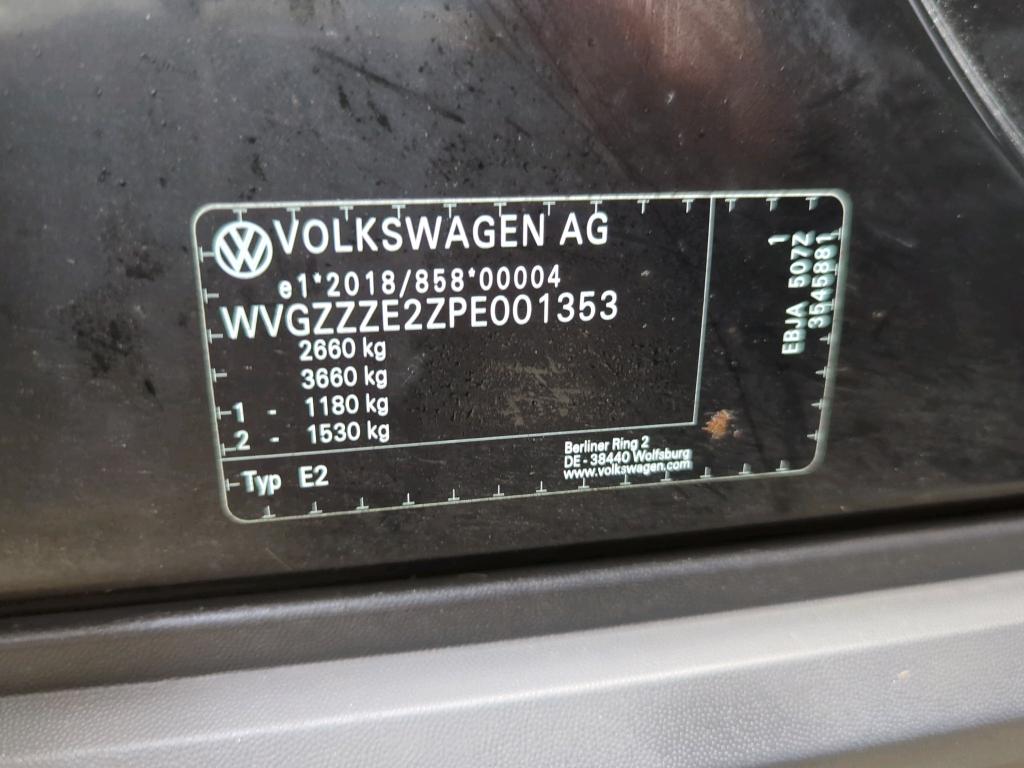 VOLKSWAGEN AG
e1*2018/858*00004
WVGZZZE2ZPE001353
2660 kg
3660 kg
1 - 1180 kg
2 - 1530 kg
Typ E2
Berliner Ring 2
DE - 38440 Wolfsburg
www.volkswagen.com
EBJA 507Z 1
3545881